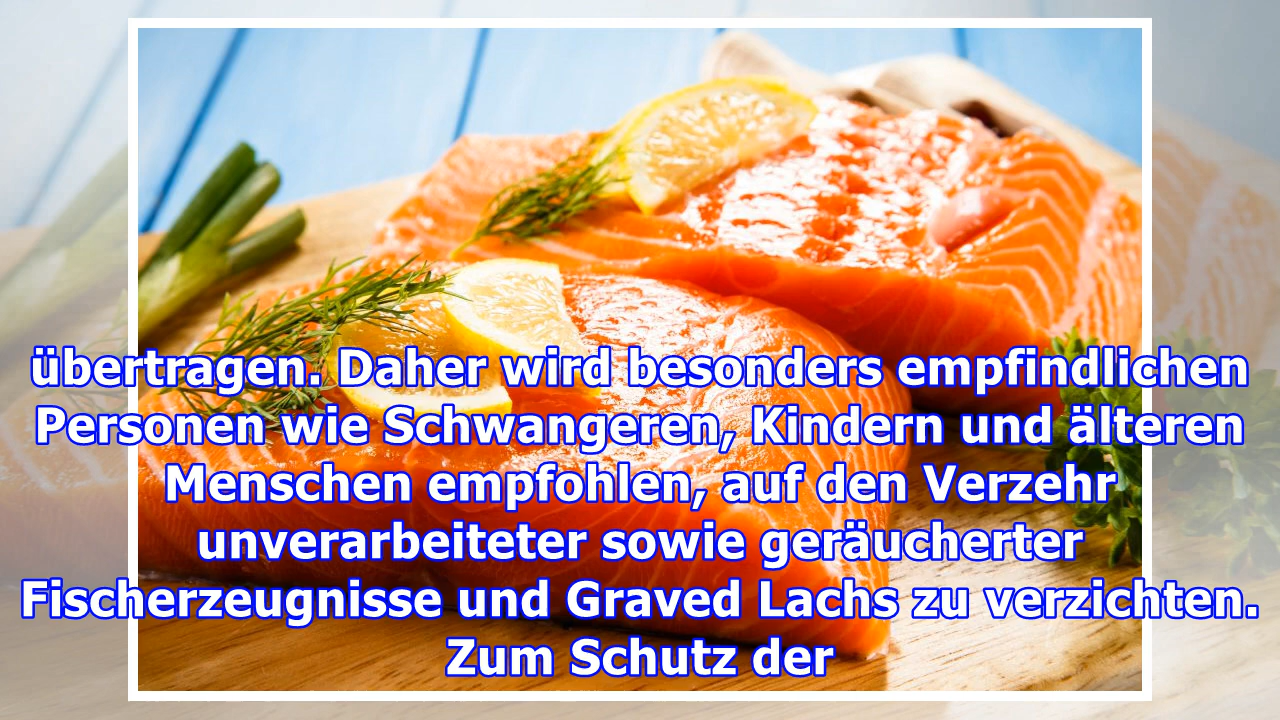 übertragen. Daher wird besonders empfindlichen
Personen wie Schwangeren, Kindern und älteren
Menschen empfohlen, auf den Verzehr
unverarbeiteter sowie geräucherter
Fischerzeugnisse und Graved Lachs zu verzichten.
Zum Schutz der